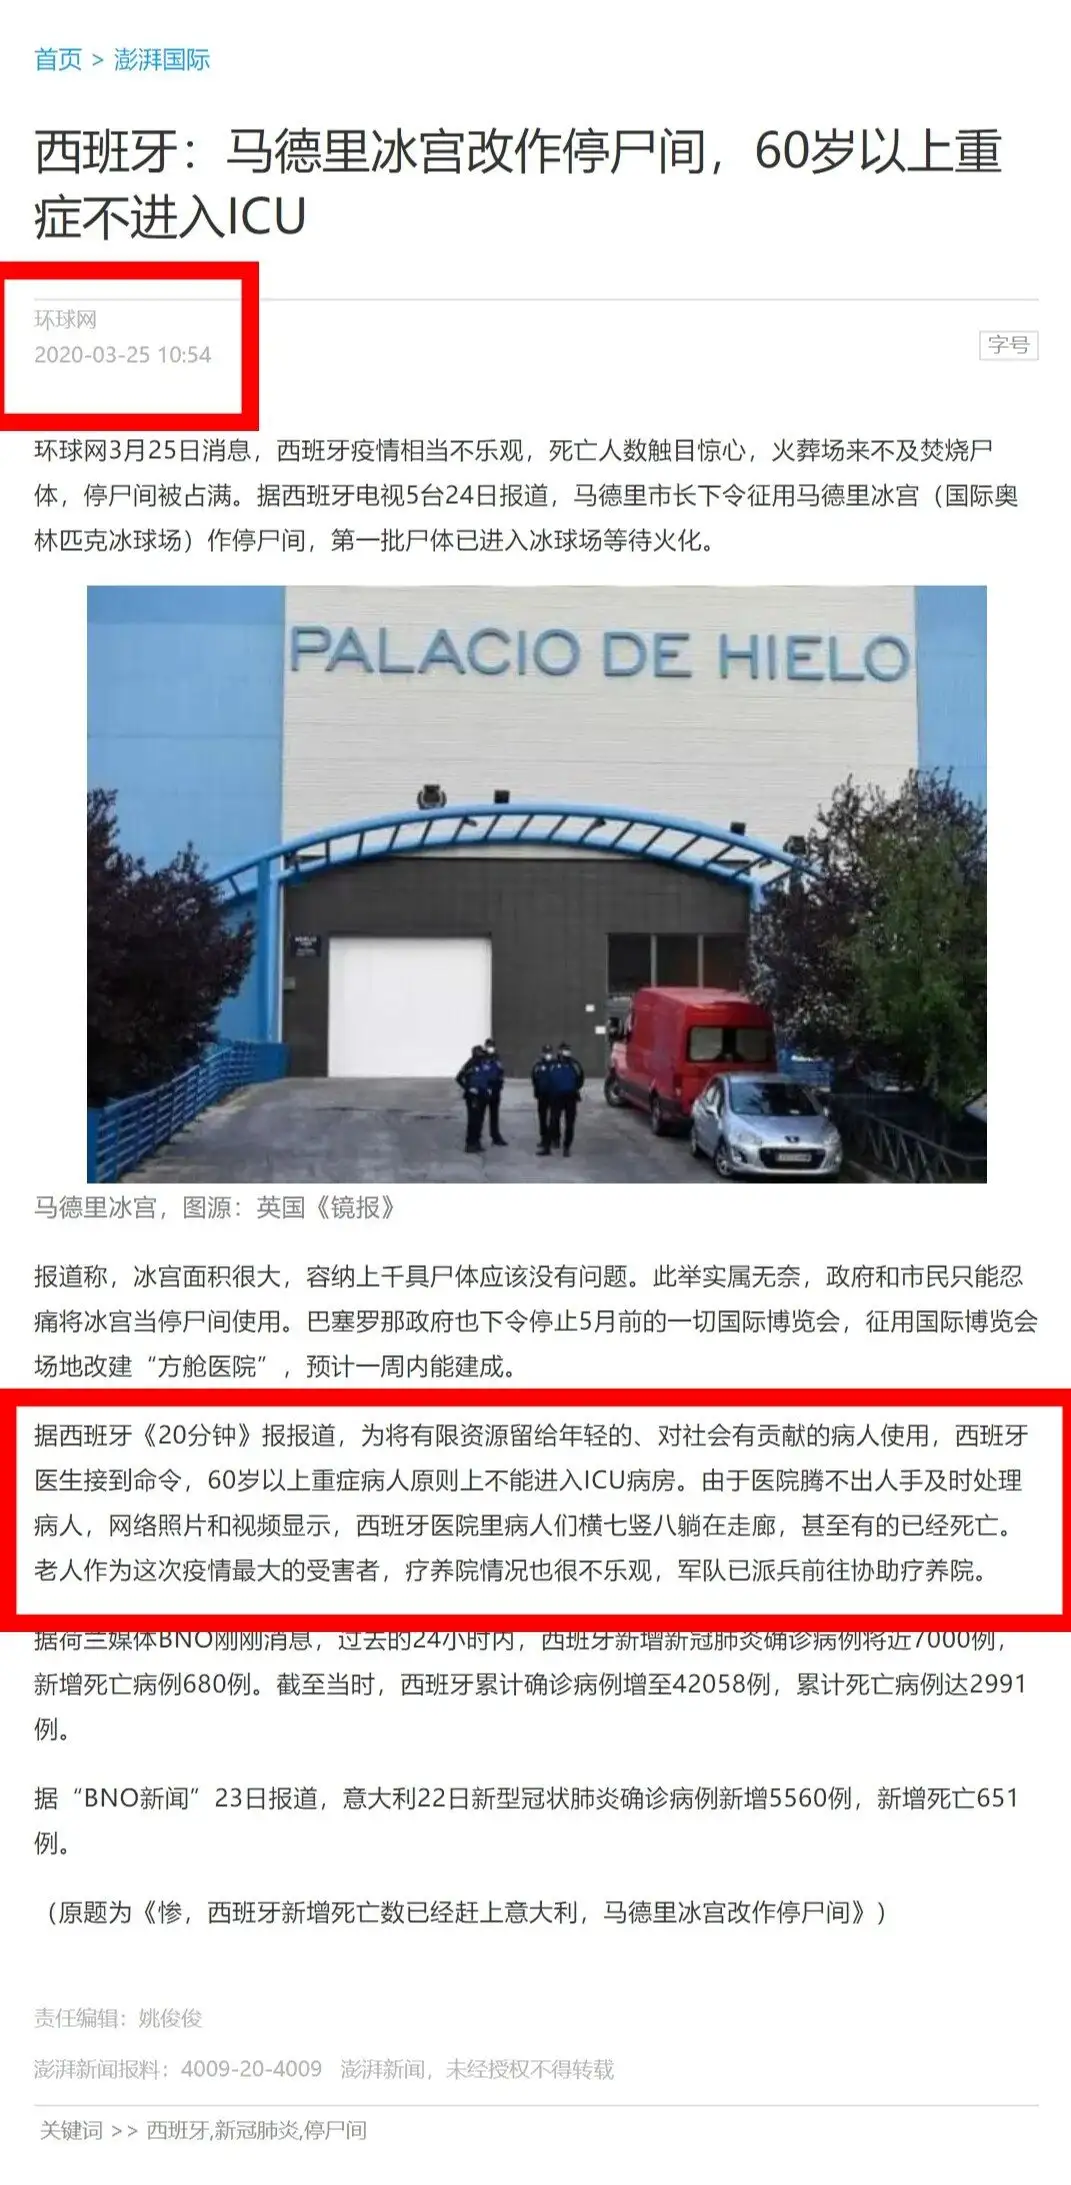 首页 > 澎湃国际
西班牙：马德里冰宫改作停尸间，60岁以上重
症不进入ICU
环球网
2020-03-25 10:54
字号
环球网3月25日消息，西班牙疫情相当不乐观，死亡人数触目惊心，火葬场来不及焚烧尸
体，停尸间被占满。据西班牙电视5台24日报道，马德里市长下令征用马德里冰宫（国际奥
林匹克冰球场）作停尸间，第一批尸体已进入冰球场等待火化。
PALACIO DE HIELO
马德里冰宫，图源：英国《镜报》
报道称，冰宫面积很大，容纳上千具尸体应该没有问题。此举实属无奈，政府和市民只能忍
痛将冰宫当停尸间使用。巴塞罗那政府也下令停止5月前的一切国际博览会，征用国际博览会
场地改建“方舱医院”，预计一周内能建成。
据西班牙《20分钟》报报道，为将有限资源留给年轻的、对社会有贡献的病人使用，西班牙
医生接到命令，60岁以上重症病人原则上不能进入ICU病房。由于医院腾不出人手及时处理
病人，网络照片和视频显示，西班牙医院里病人们横七竖八躺在走廊，甚至有的已经死亡。
老人作为这次疫情最大的受害者，疗养院情况也很不乐观，军队已派兵前往协助疗养院。
据荷兰媒体BNO刚刚消息，过去的24小时内，西班牙新增新冠肺炎确诊病例将近7000例，
新增死亡病例680例。截至当时，西班牙累计确诊病例增至42058例，累计死亡病例达2991
例。
据“BNO新闻”23日报道，意大利22日新型冠状肺炎确诊病例新增5560例，新增死亡651
例。
（原题为《惨，西班牙新增死亡数已经赶上意大利，马德里冰宫改作停尸间》）
责任编辑：姚俊俊
澎湃新闻报料：4009-20-4009 澎湃新闻，未经授权不得转载
关键词 >> 西班牙,新冠肺炎,停尸间